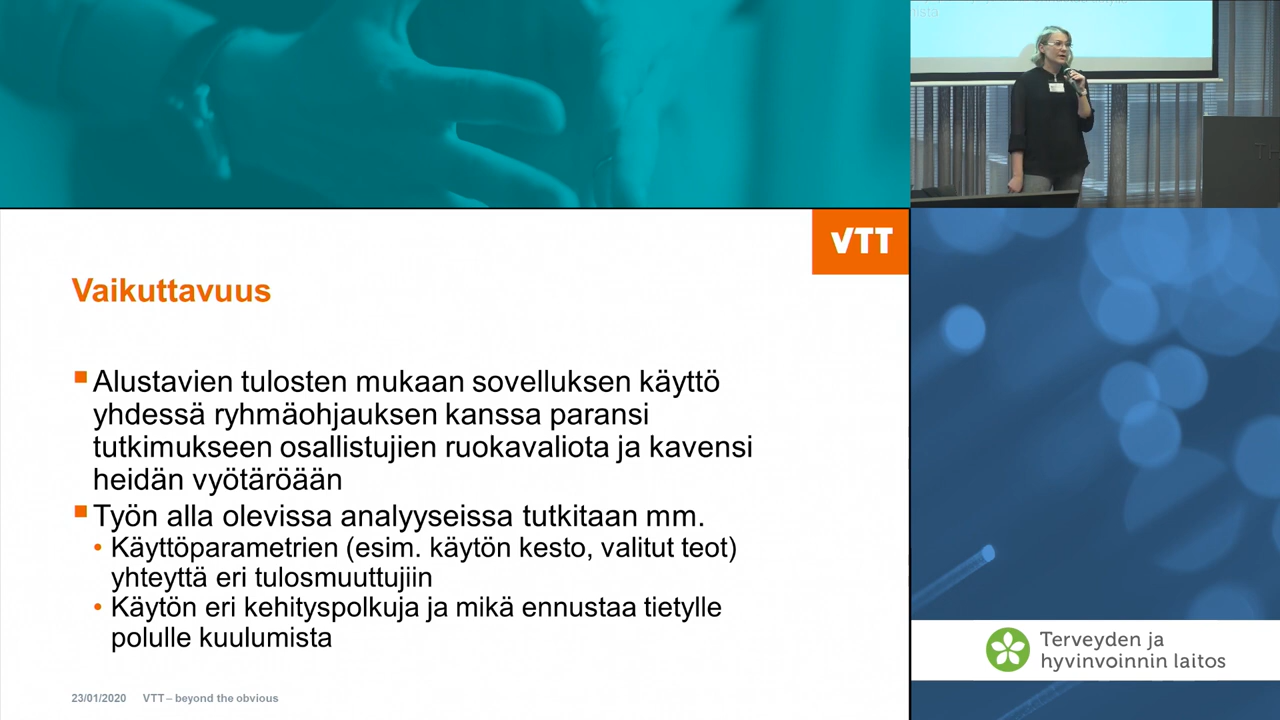 VTT
Vaikuttavuus
Alustavien tulosten mukaan sovelluksen käyttö
yhdessä ryhmäohjauksen kanssa paransi
tutkimukseen osallistujien ruokavaliota ja kavensi
heidän vyötäröään
Työn alla olevissa analyyseissa tutkitaan mm.
Käyttöparametrien (esim. käytön kesto, valitut teot)
yhteyttä eri tulosmuuttujiin
Käytön eri kehityspolkuja ja mikä ennustaa tietylle
polulle kuulumista
23/01/2020 VTT – beyond the obvious
Terveyden ja
hyvinvoinnin laitos